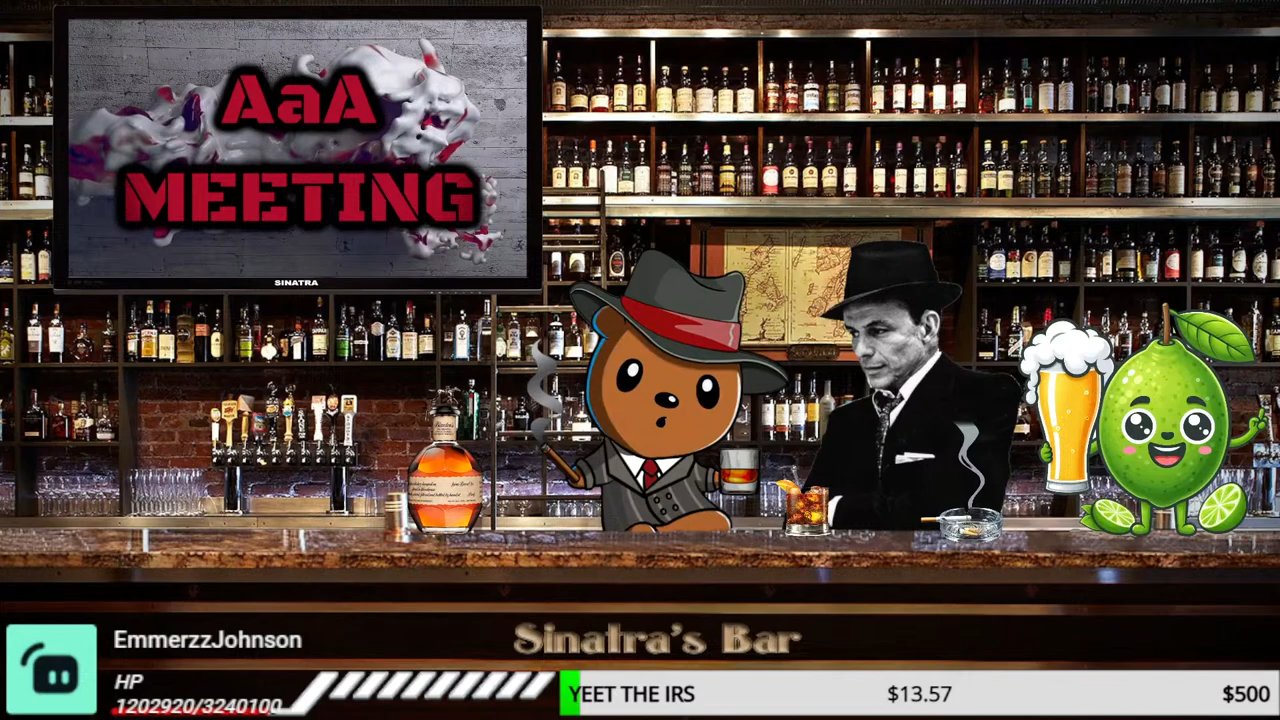 AaA
MEETING
SINATRA
EmmerzzJohnson
Sinatra's Bar
HP
1202920/3240100
YEET THE IRS
$13.57
$500